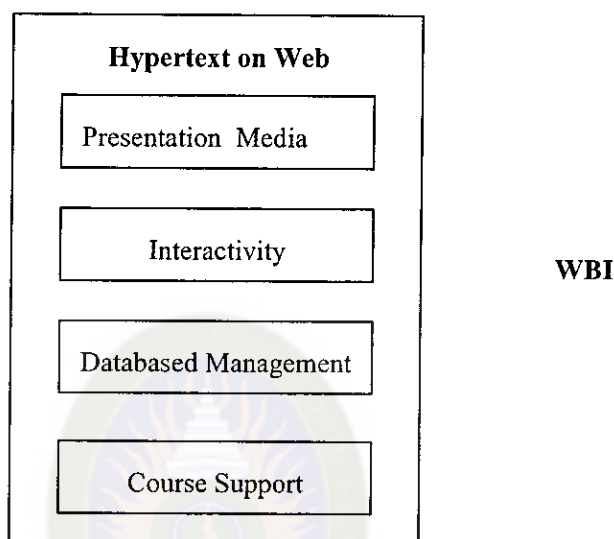 Hypertext on Web
Presentation Media
Interactivity
WBI
Databased Management
Course Support